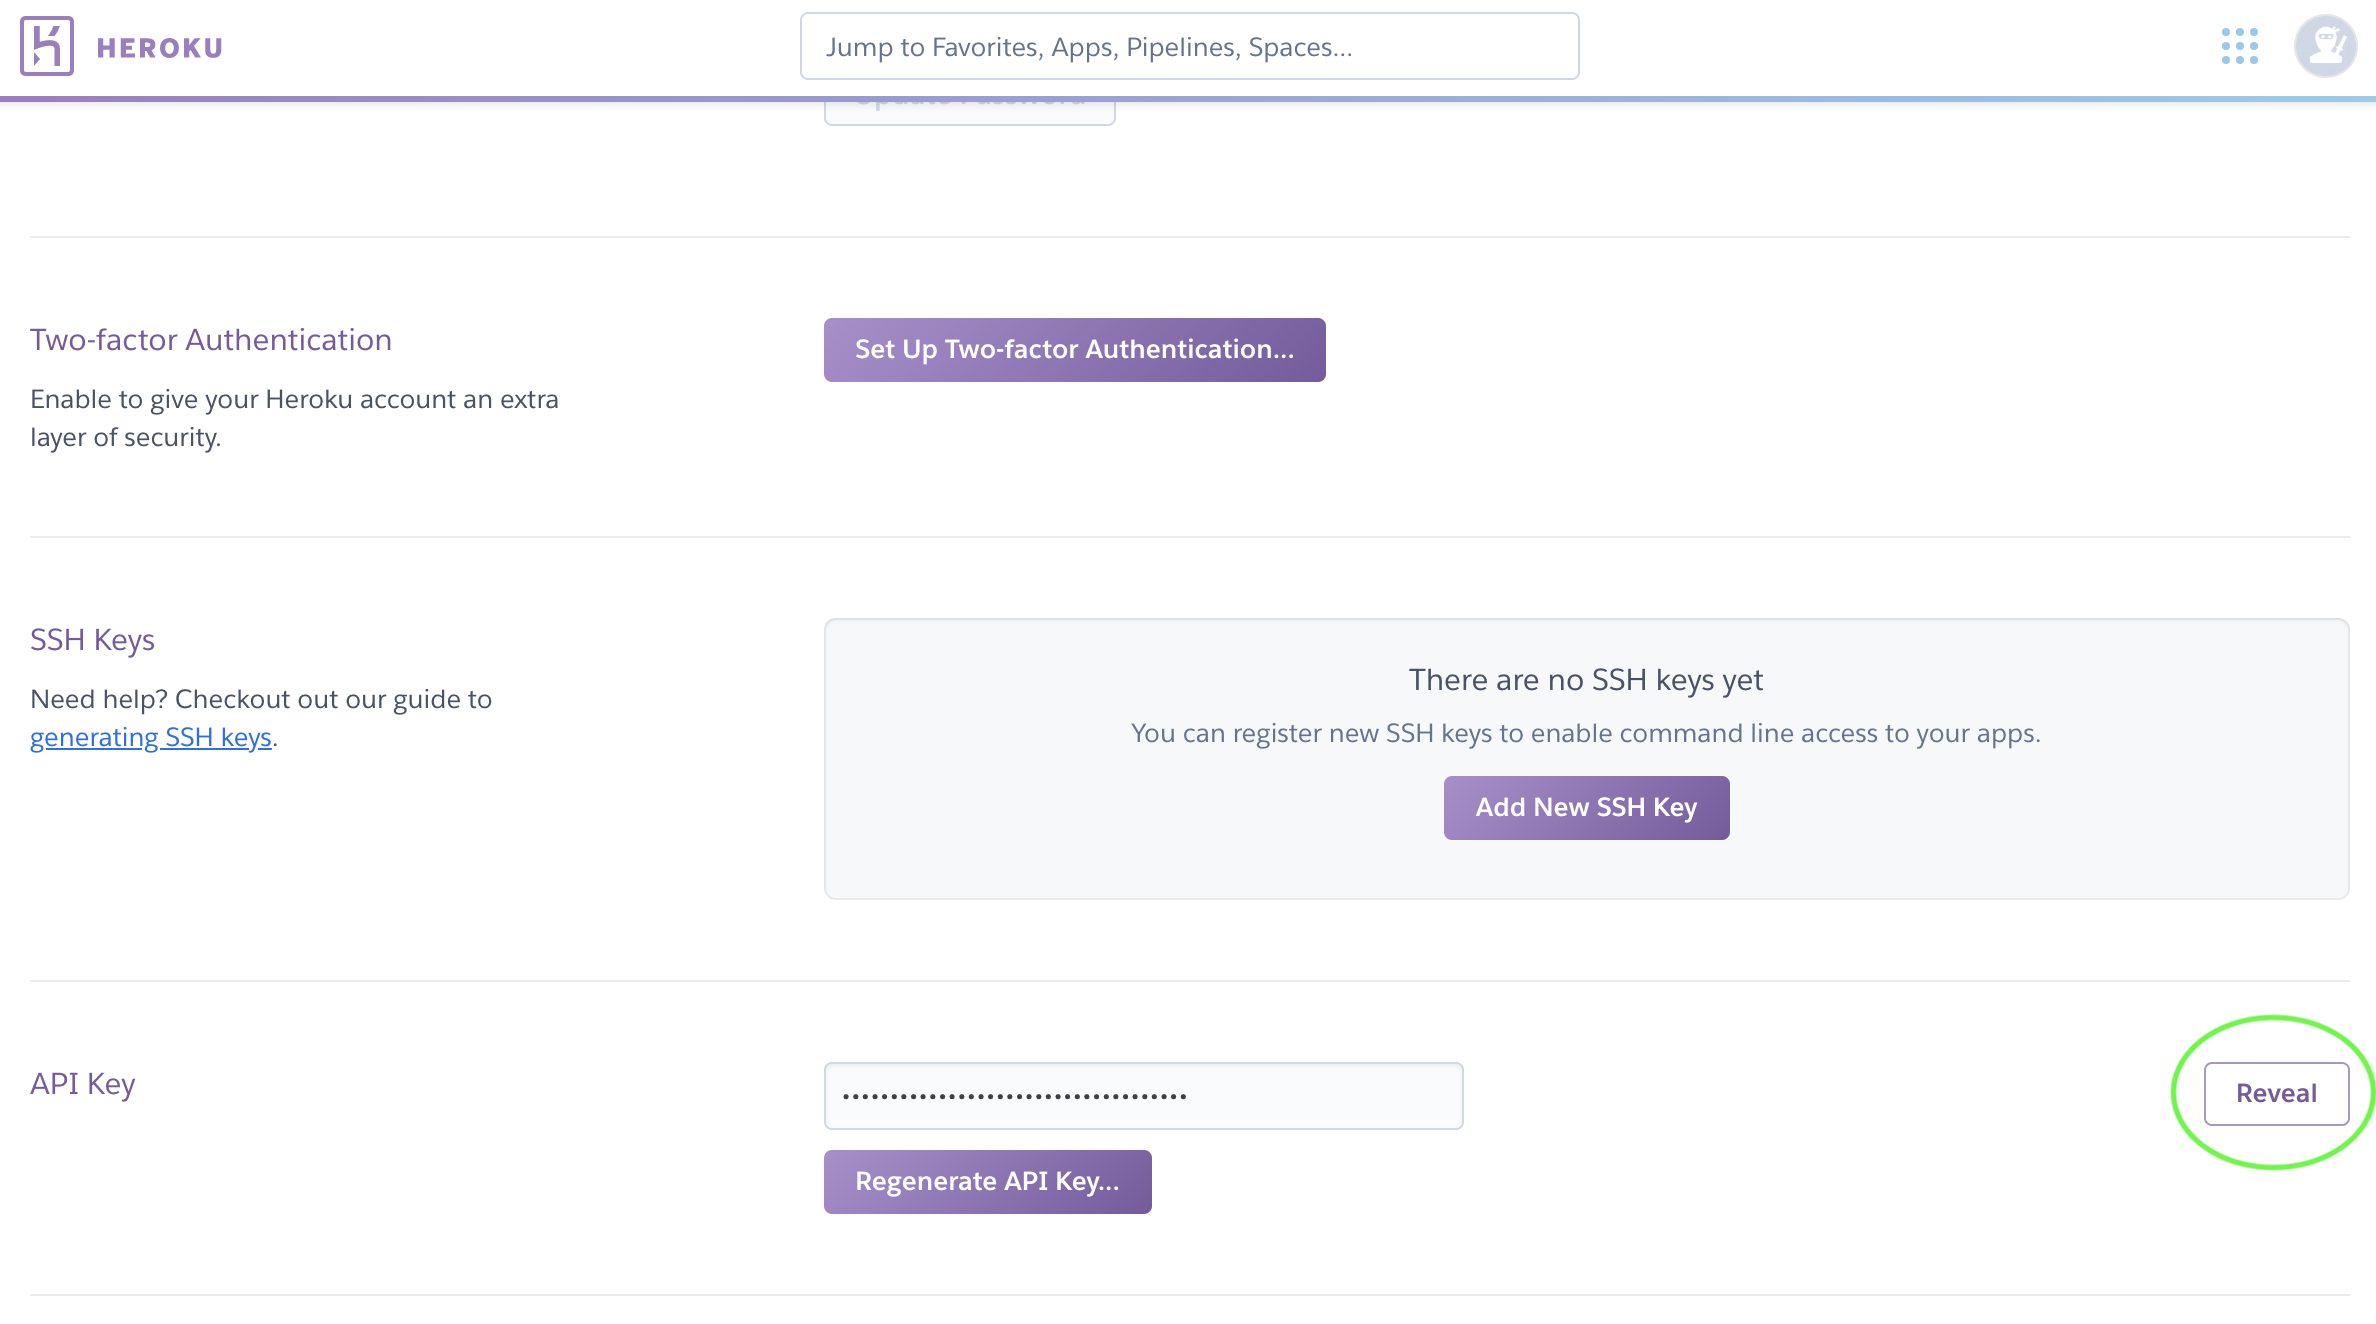 HEROKU
Jump to Favorites, Apps, Pipelines, Spaces...
Update Password
Two-factor Authentication
Set Up Two-factor Authentication...
Enable to give your Heroku account an extra
layer of security.
SSH Keys
There are no SSH keys yet
Need help? Checkout out our guide to
generating SSH keys.
You can register new SSH keys to enable command line access to your apps.
Add New SSH Key
API Key
••••••••••••••••••••••••••••••••••••
Reveal
Regenerate API Key...